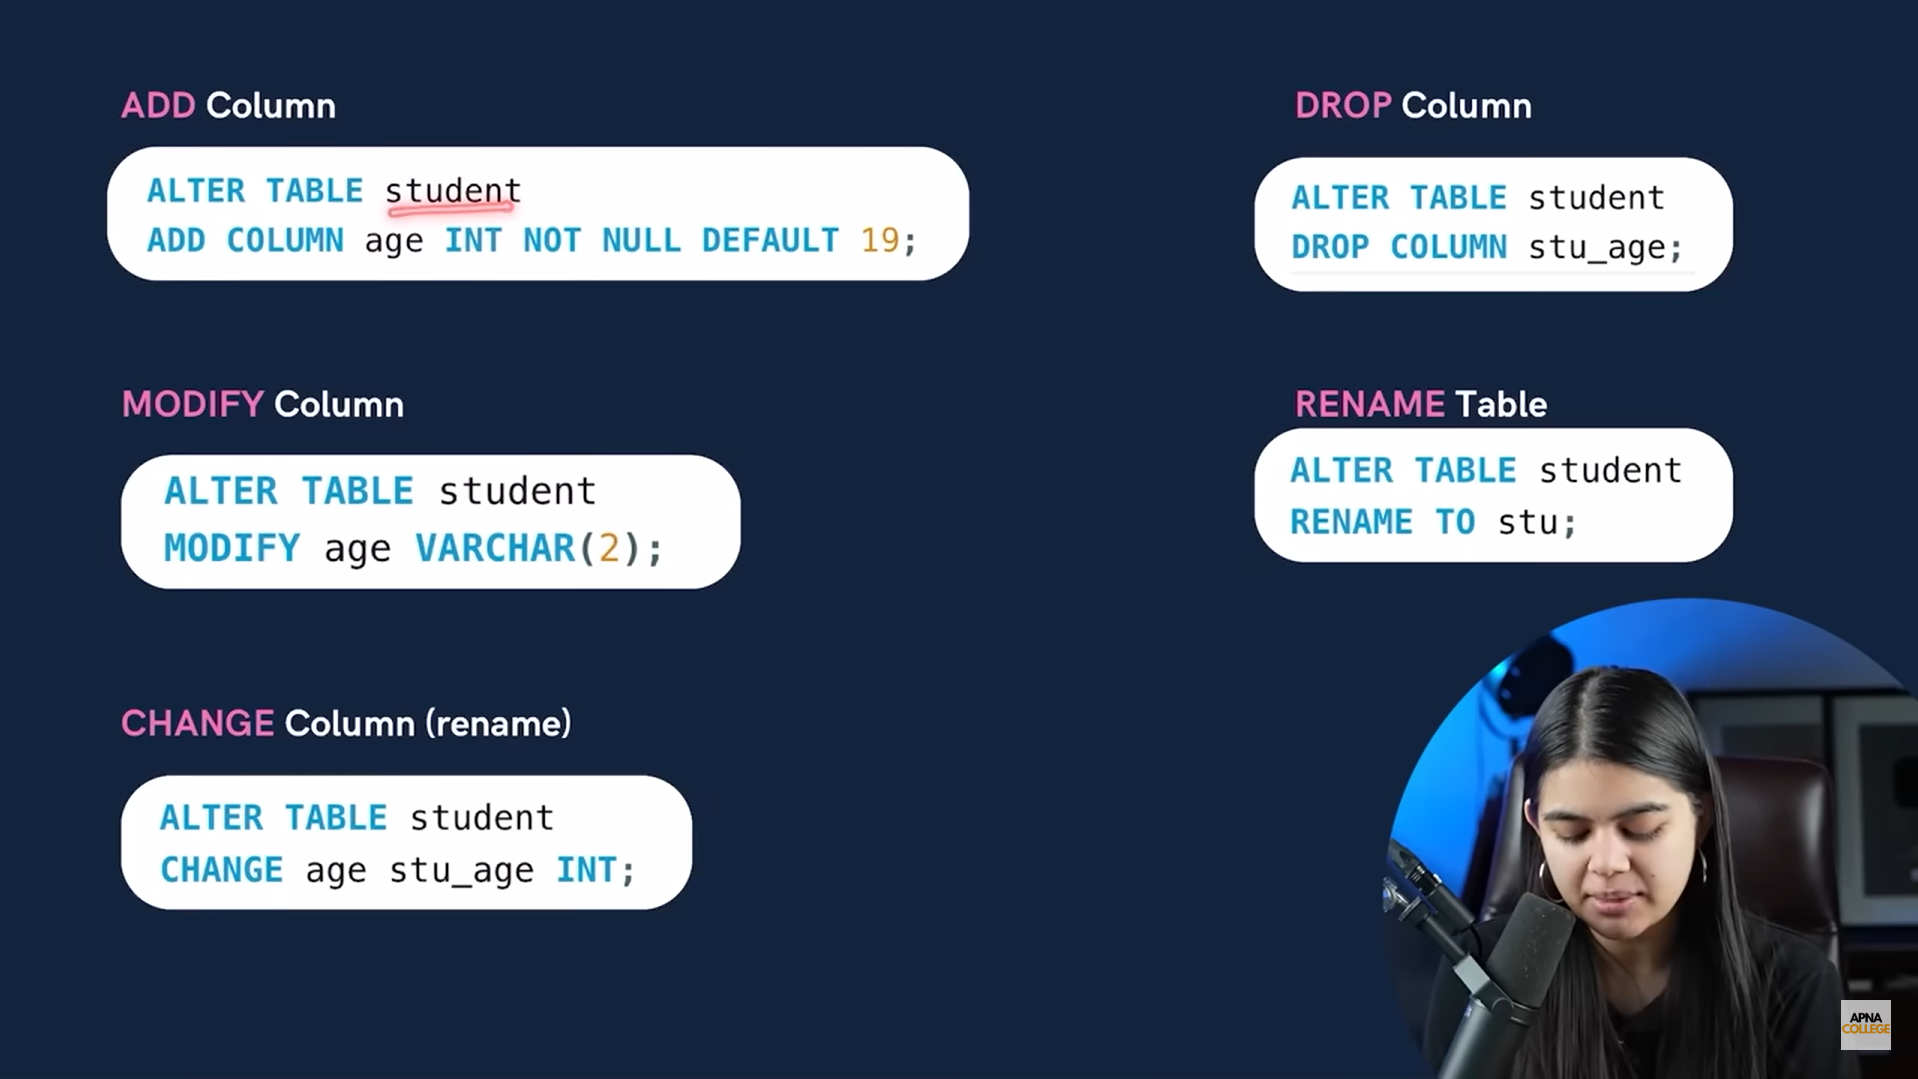 ADD Column
ALTER TABLE student
ADD COLUMN age INT NOT NULL DEFAULT 19;
MODIFY Column
ALTER TABLE student
MODIFY age VARCHAR(2);
CHANGE Column (rename)
ALTER TABLE student
CHANGE age stu_age INT;
DROP Column
ALTER TABLE student
DROP COLUMN stu_age;
RENAME Table
ALTER TABLE student
RENAME TO stu;
APNA
COLLEGE